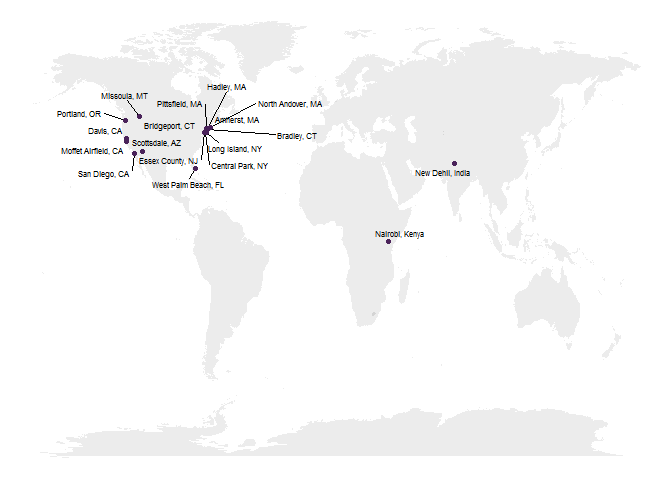 Hadley, MA
Missoula, MT
Pittsfield, MA
North Andover, MA
Portland, OR
Amherst, MA
Bridgeport, CT
Davis, CA
Bradley, CT
Scottsdale, AZ
Long Island, NY
Moffet Airfield, CA
Essex County, NJ
Central Park, NY
San Diego, CA
West Palm Beach, FL
New Dehli, India
Nairobi, Kenya